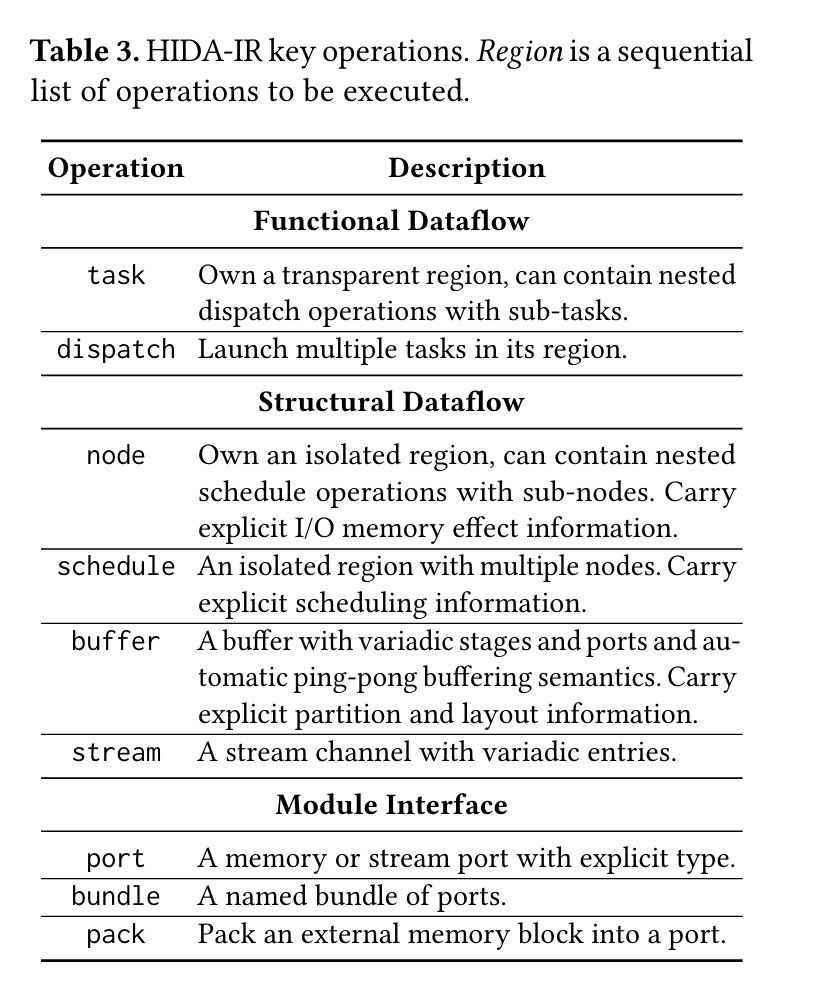 Table 3. HIDA-IR key operations. Region is a sequential
list of operations to be executed.
Operation Description
Functional Dataflow
task Own a transparent region, can contain nested
dispatch operations with sub-tasks.
dispatch Launch multiple tasks in its region.
Structural Dataflow
node Own an isolated region, can contain nested
schedule operations with sub-nodes. Carry
explicit I/O memory effect information.
schedule An isolated region with multiple nodes. Carry
explicit scheduling information.
buffer A buffer with variadic stages and ports and au-
tomatic ping-pong buffering semantics. Carry
explicit partition and layout information.
stream A stream channel with variadic entries.
Module Interface
port A memory or stream port with explicit type.
bundle A named bundle of ports.
pack Pack an external memory block into a port.